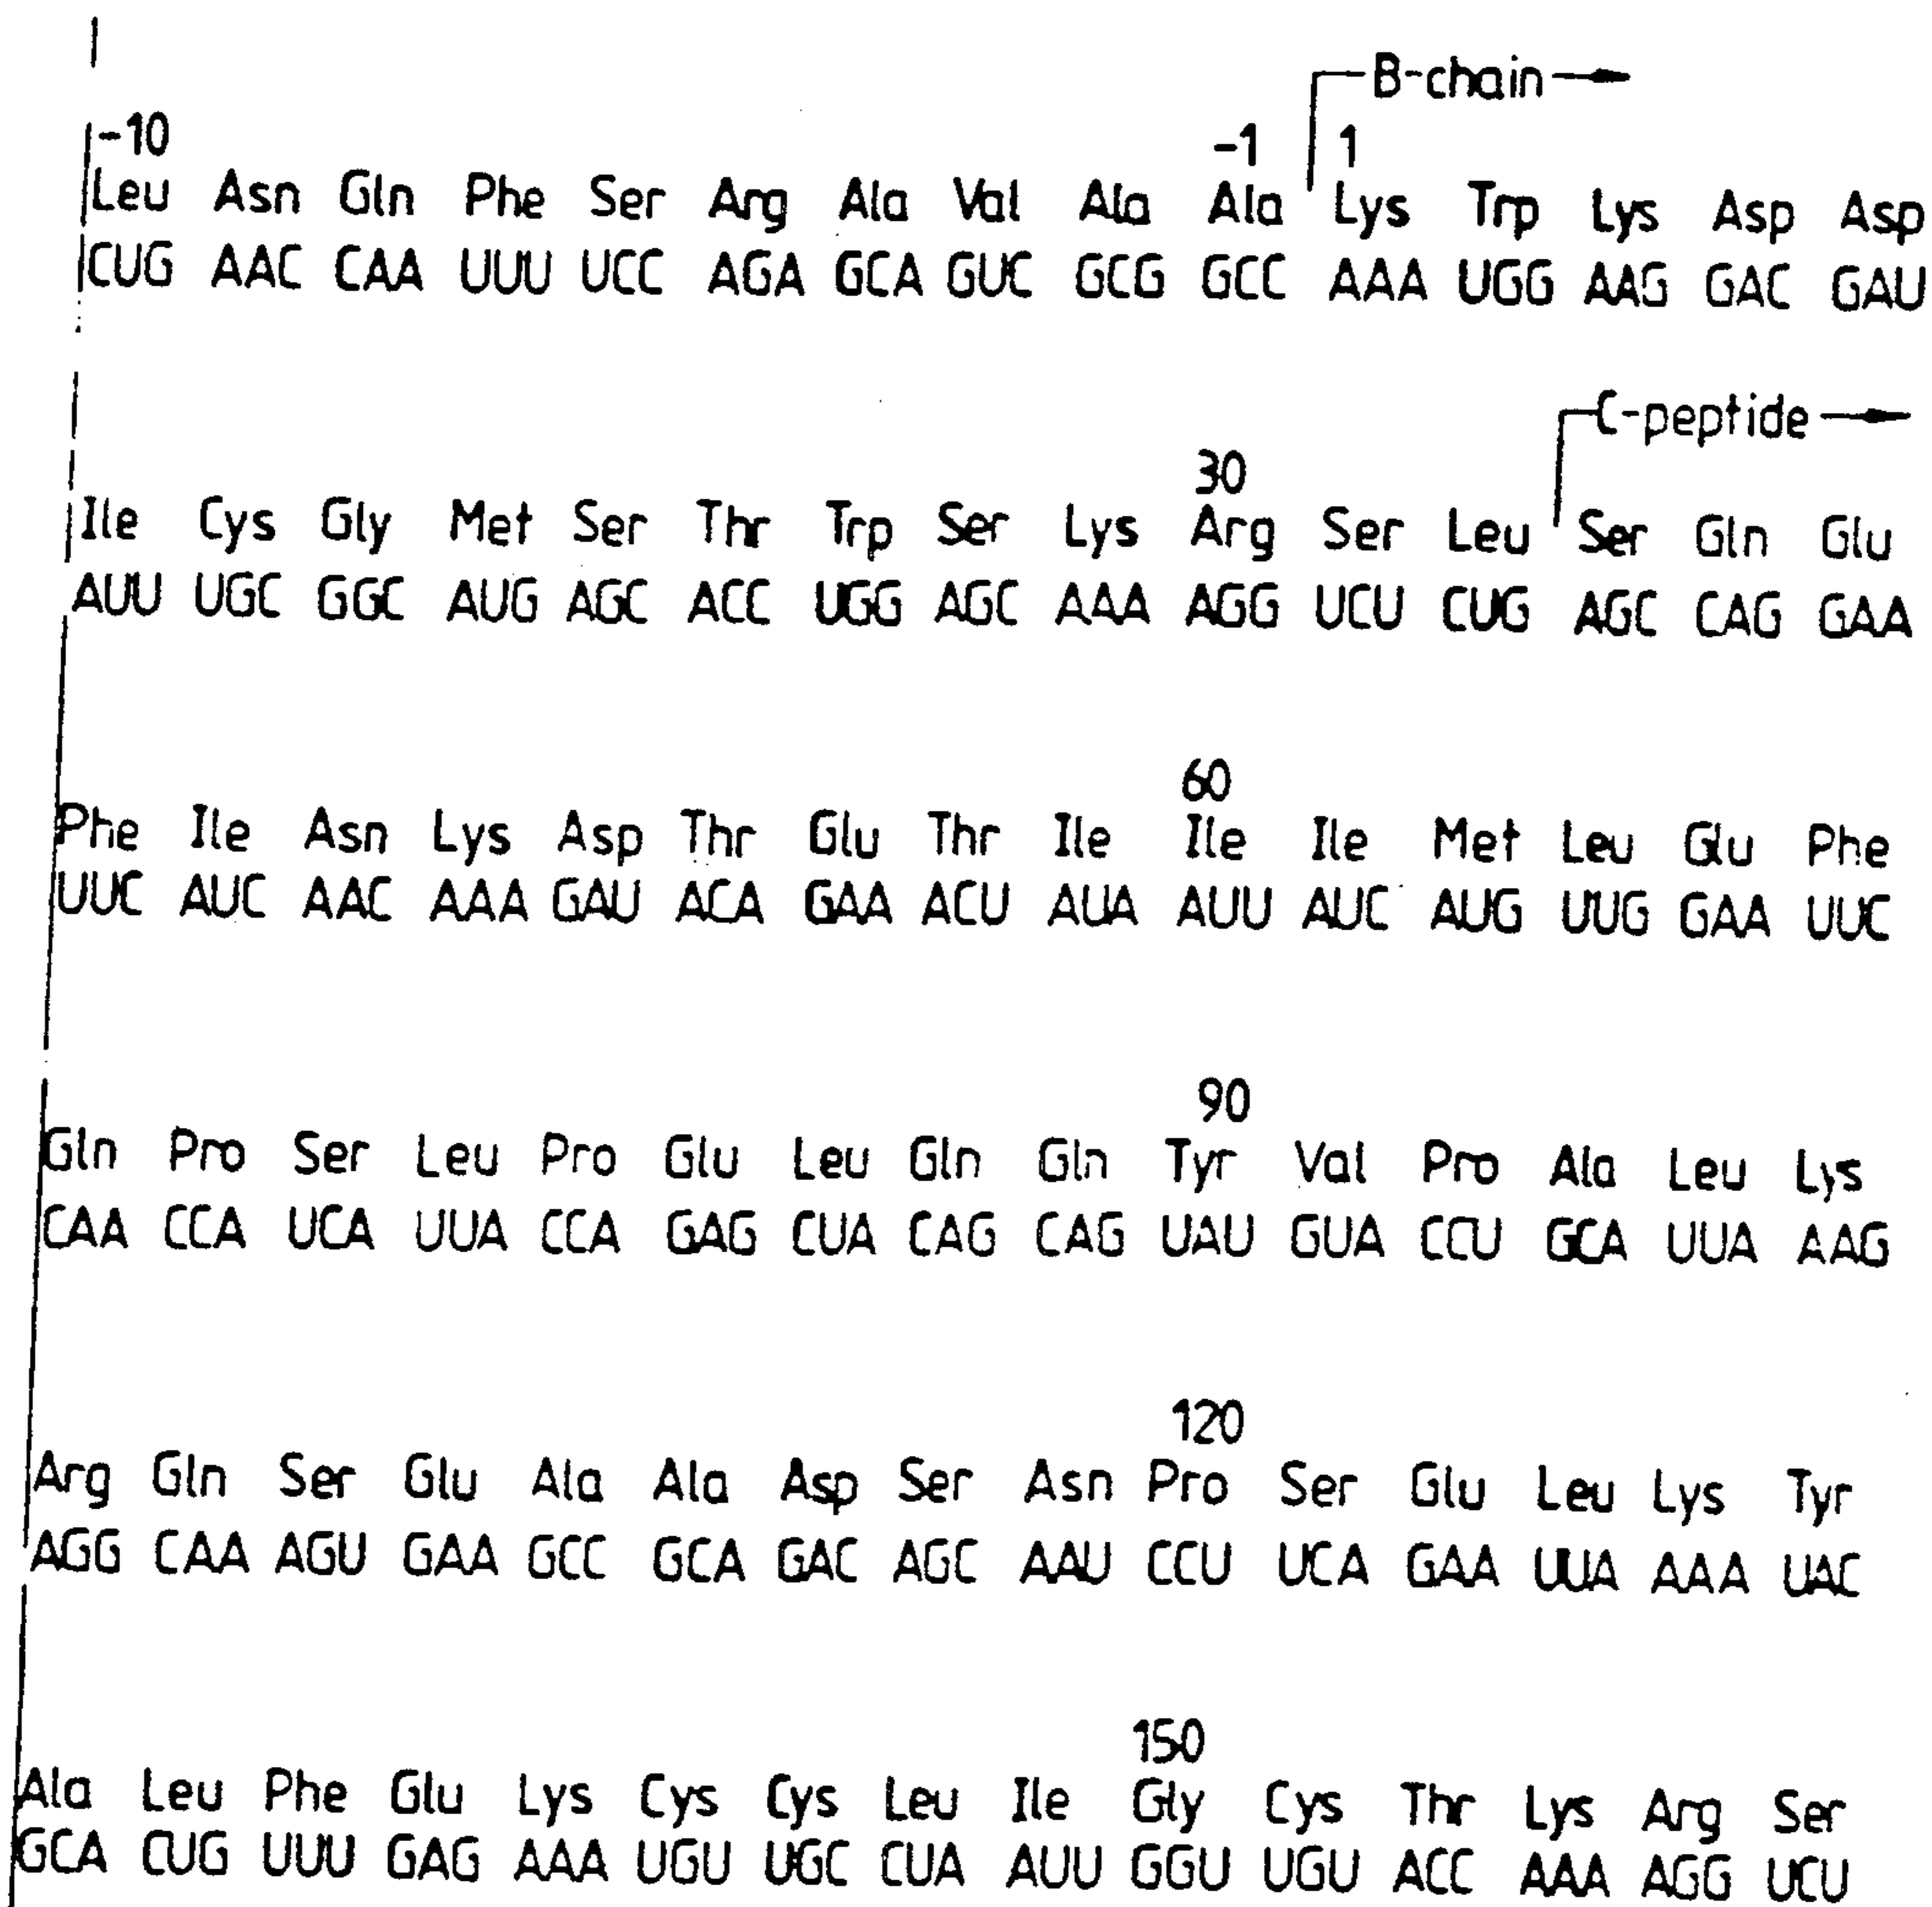 B-chain
-10 -1 1
Leu Asn Gln Phe Ser Arg Ala Val Ala Ala Lys Trp Lys Asp Asp
CUG AAC CAA UUU UCC AGA GCA GUC GCG GCC AAA UGG AAG GAC GAU
C-peptide
30
Ile Cys Gly Met Ser Thr Trp Ser Lys Arg Ser Leu Ser Gln Glu
AUU UGC GGC AUG AGC ACC UGG AGC AAA AGG UCU CUG AGC CAG GAA
60
Phe Ile Asn Lys Asp Thr Glu Thr Ile Ile Ile Met Leu Glu Phe
UUC AUC AAC AAA GAU ACA GAA ACU AUA AUU AUC AUG UUG GAA UUC
90
Gln Pro Ser Leu Pro Glu Leu Gln Gln Tyr Val Pro Ala Leu Lys
CAA CCA UCA UUA CCA GAG CUA CAG CAG UAU GUA CCU GCA UUA AAG
120
Arg Gln Ser Glu Ala Ala Asp Ser Asn Pro Ser Glu Leu Lys Tyr
AGG CAA AGU GAA GCC GCA GAC AGC AAU CCU UCA GAA UUA AAA UAC
150
Ala Leu Phe Glu Lys Cys Cys Leu Ile Gly Cys Thr Lys Arg Ser
GCA CUG UUU GAG AAA UGU UGC CUA AUU GGU UGU ACC AAA AGG UCU